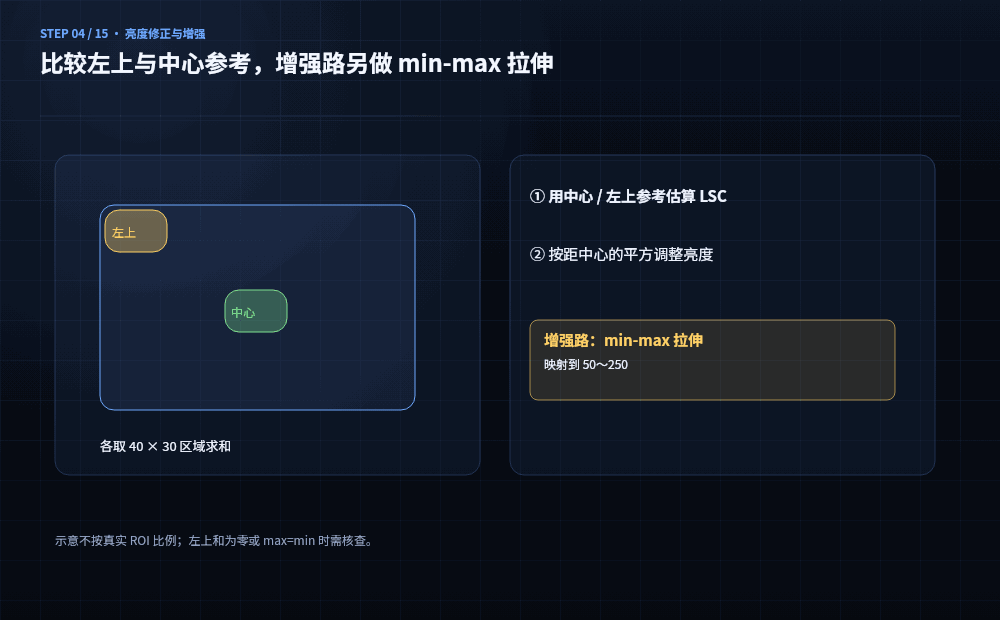 STEP 04 / 15 · 亮度修正与增强
比较左上与中心参考，增强路另做 min-max 拉伸
左上
中心
各取 40 × 30 区域求和
① 用中心 / 左上参考估算 LSC
② 按距中心的平方调整亮度
增强路：min-max 拉伸
映射到 50～250
示意不按真实 ROI 比例；左上和为零或 max=min 时需核查。